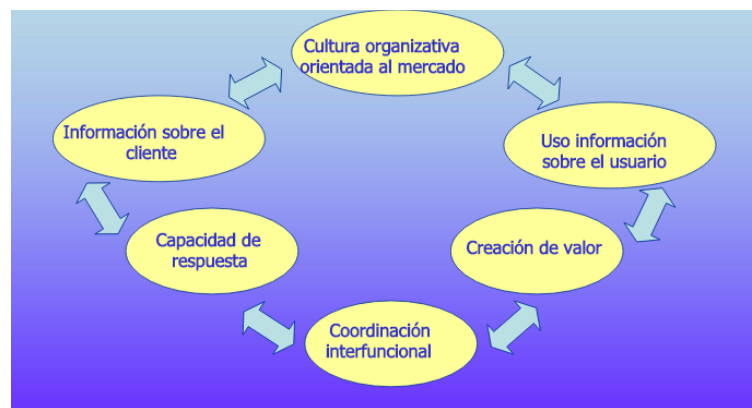 Cultura organizativa
orientada al mercado
Información sobre el
cliente
Uso información
sobre el usuario
Capacidad de
respuesta
Creación de valor
Coordinación
interfuncional